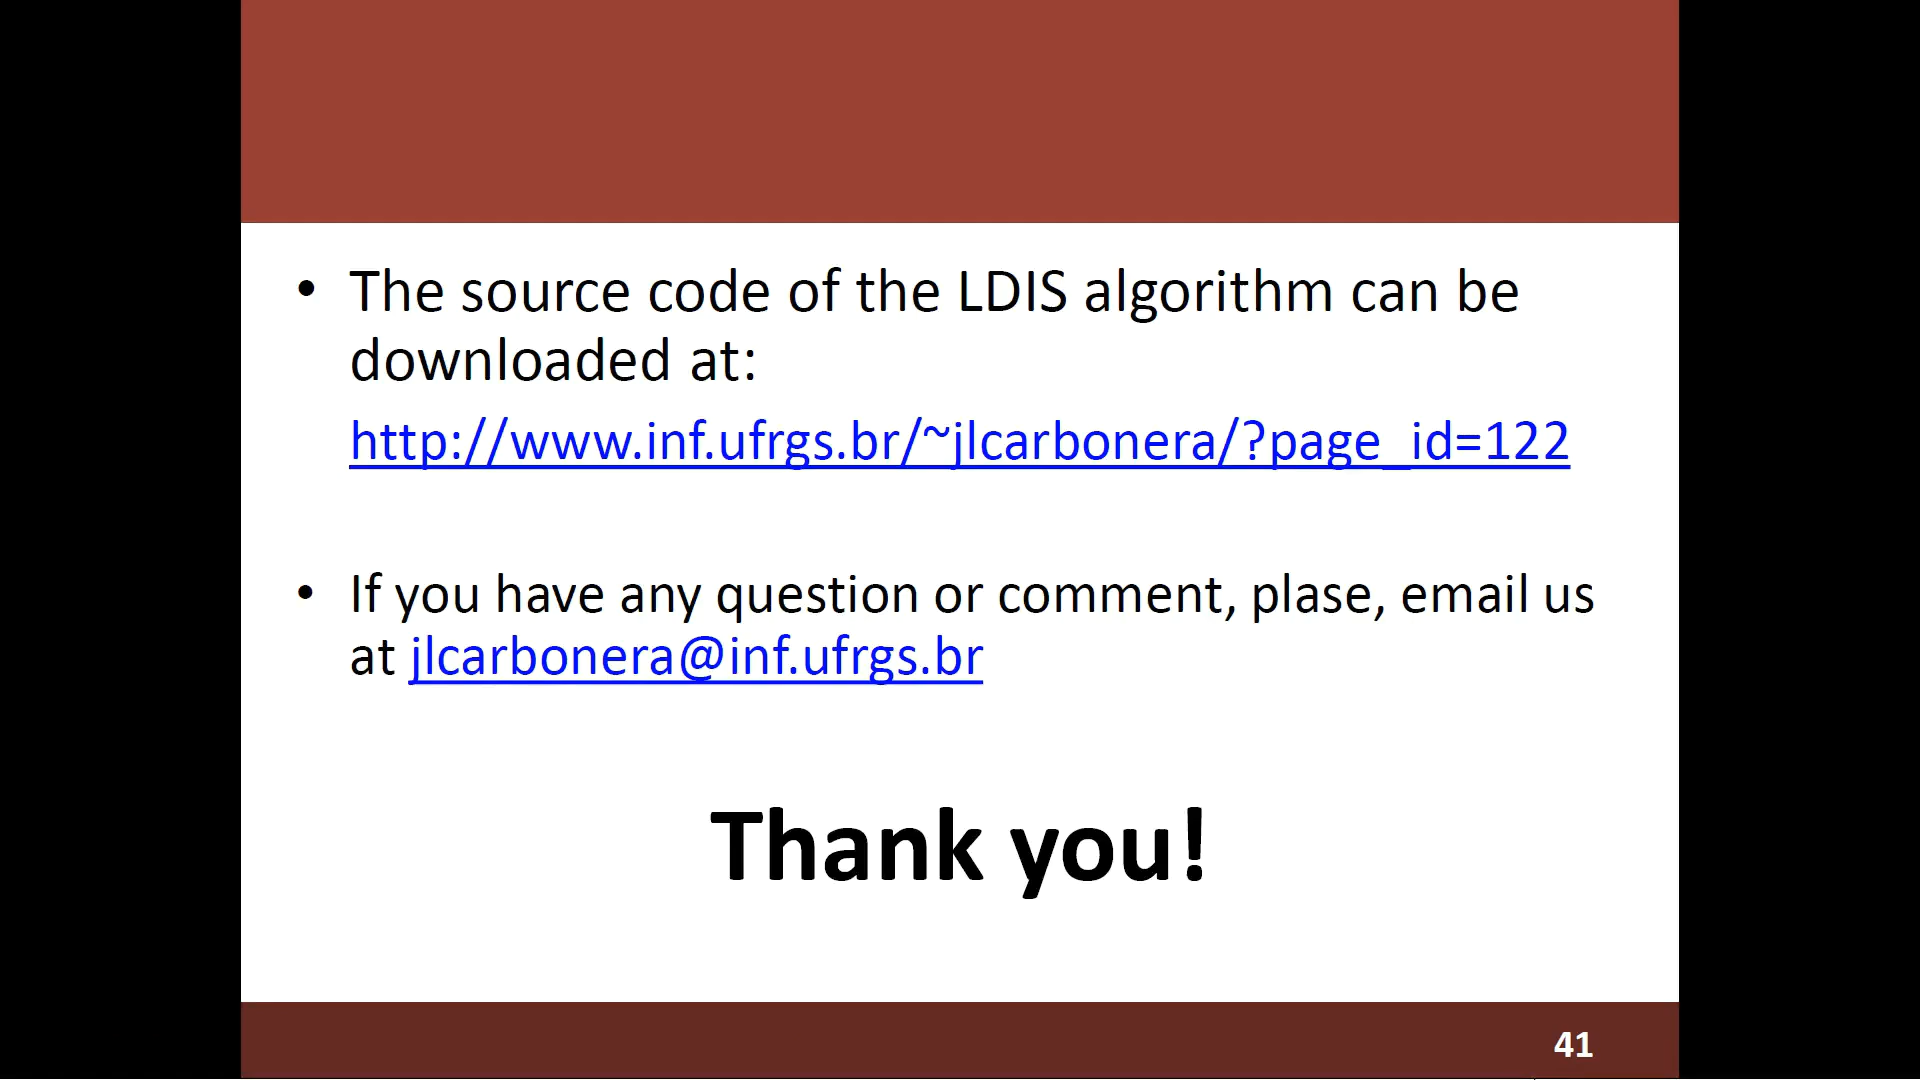 • The source code of the LDIS algorithm can be
downloaded at:
http://www.inf.ufrgs.br/~jlcarbonera/?page_id=122
• If you have any question or comment, plase, email us
at jlcarbonera@inf.ufrgs.br
Thank you!
41